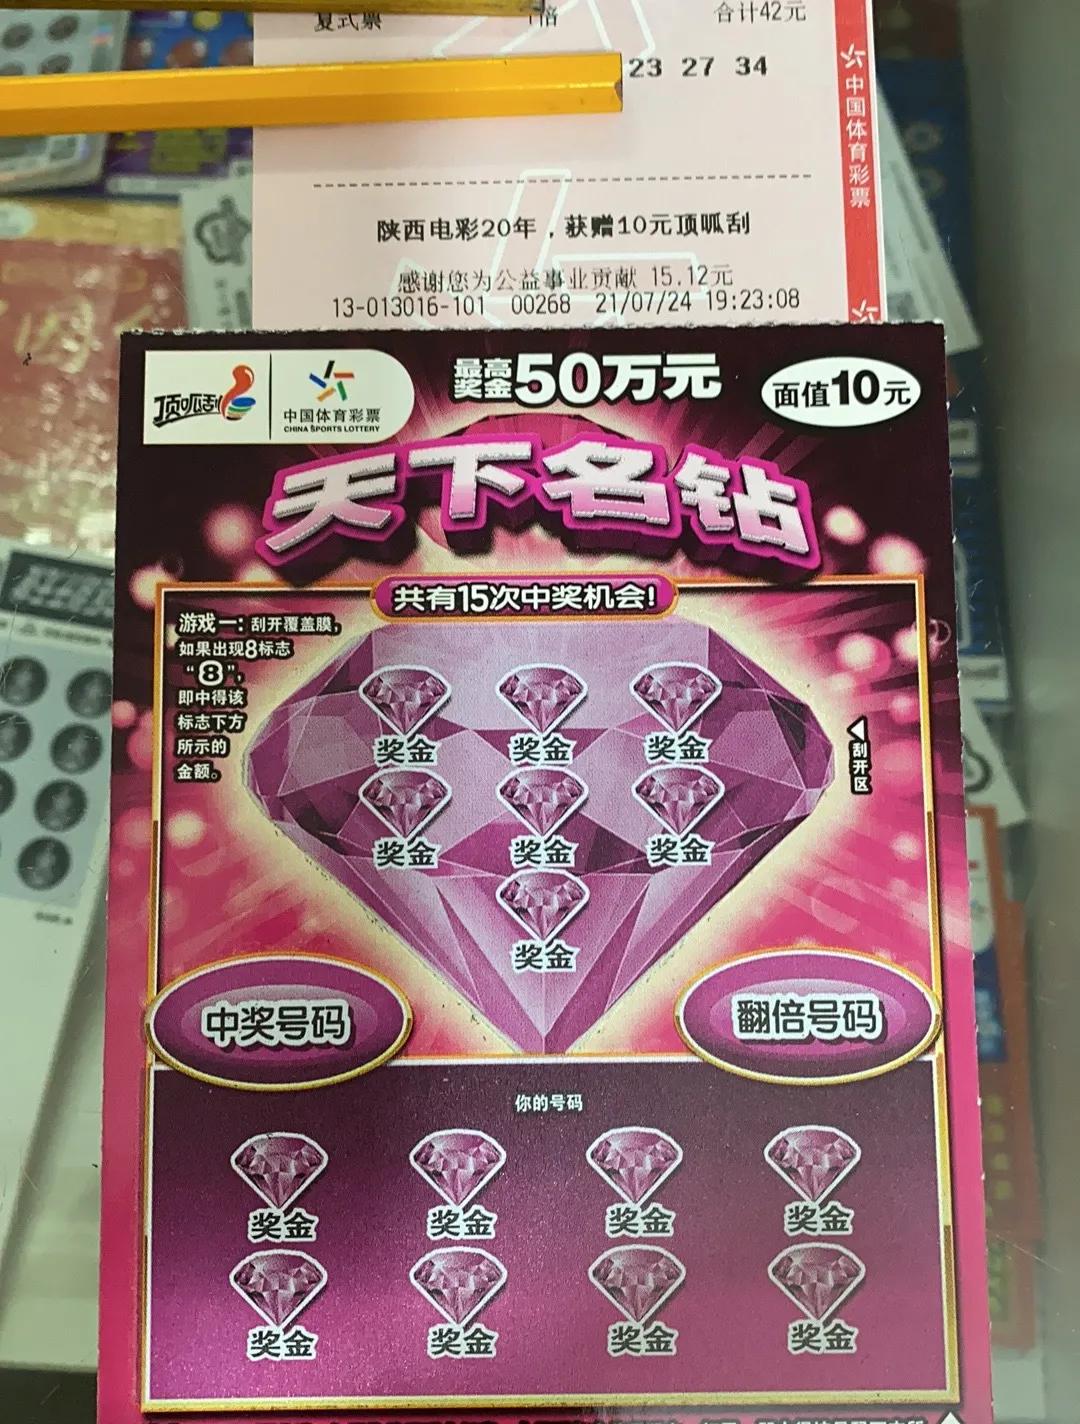 复式票 1倍 合计42元
23 27 34
中国体育彩票
陕西电彩20年，获赠10元顶呱刮
感谢您为公益事业贡献 15.12元
13-013016-101 00268 21/07/24 19:23:08
顶呱刮
中国体育彩票
CHINA SPORTS LOTTERY
最高奖金50万元
面值10元
天下名钻
共有15次中奖机会！
游戏一：刮开覆盖膜，
如果出现8标志
“8”，
即中得该
标志下方
所示的
金额。
刮开区
奖金 奖金 奖金
奖金 奖金 奖金
奖金
中奖号码
翻倍号码
你的号码
奖金 奖金 奖金 奖金
奖金 奖金 奖金 奖金